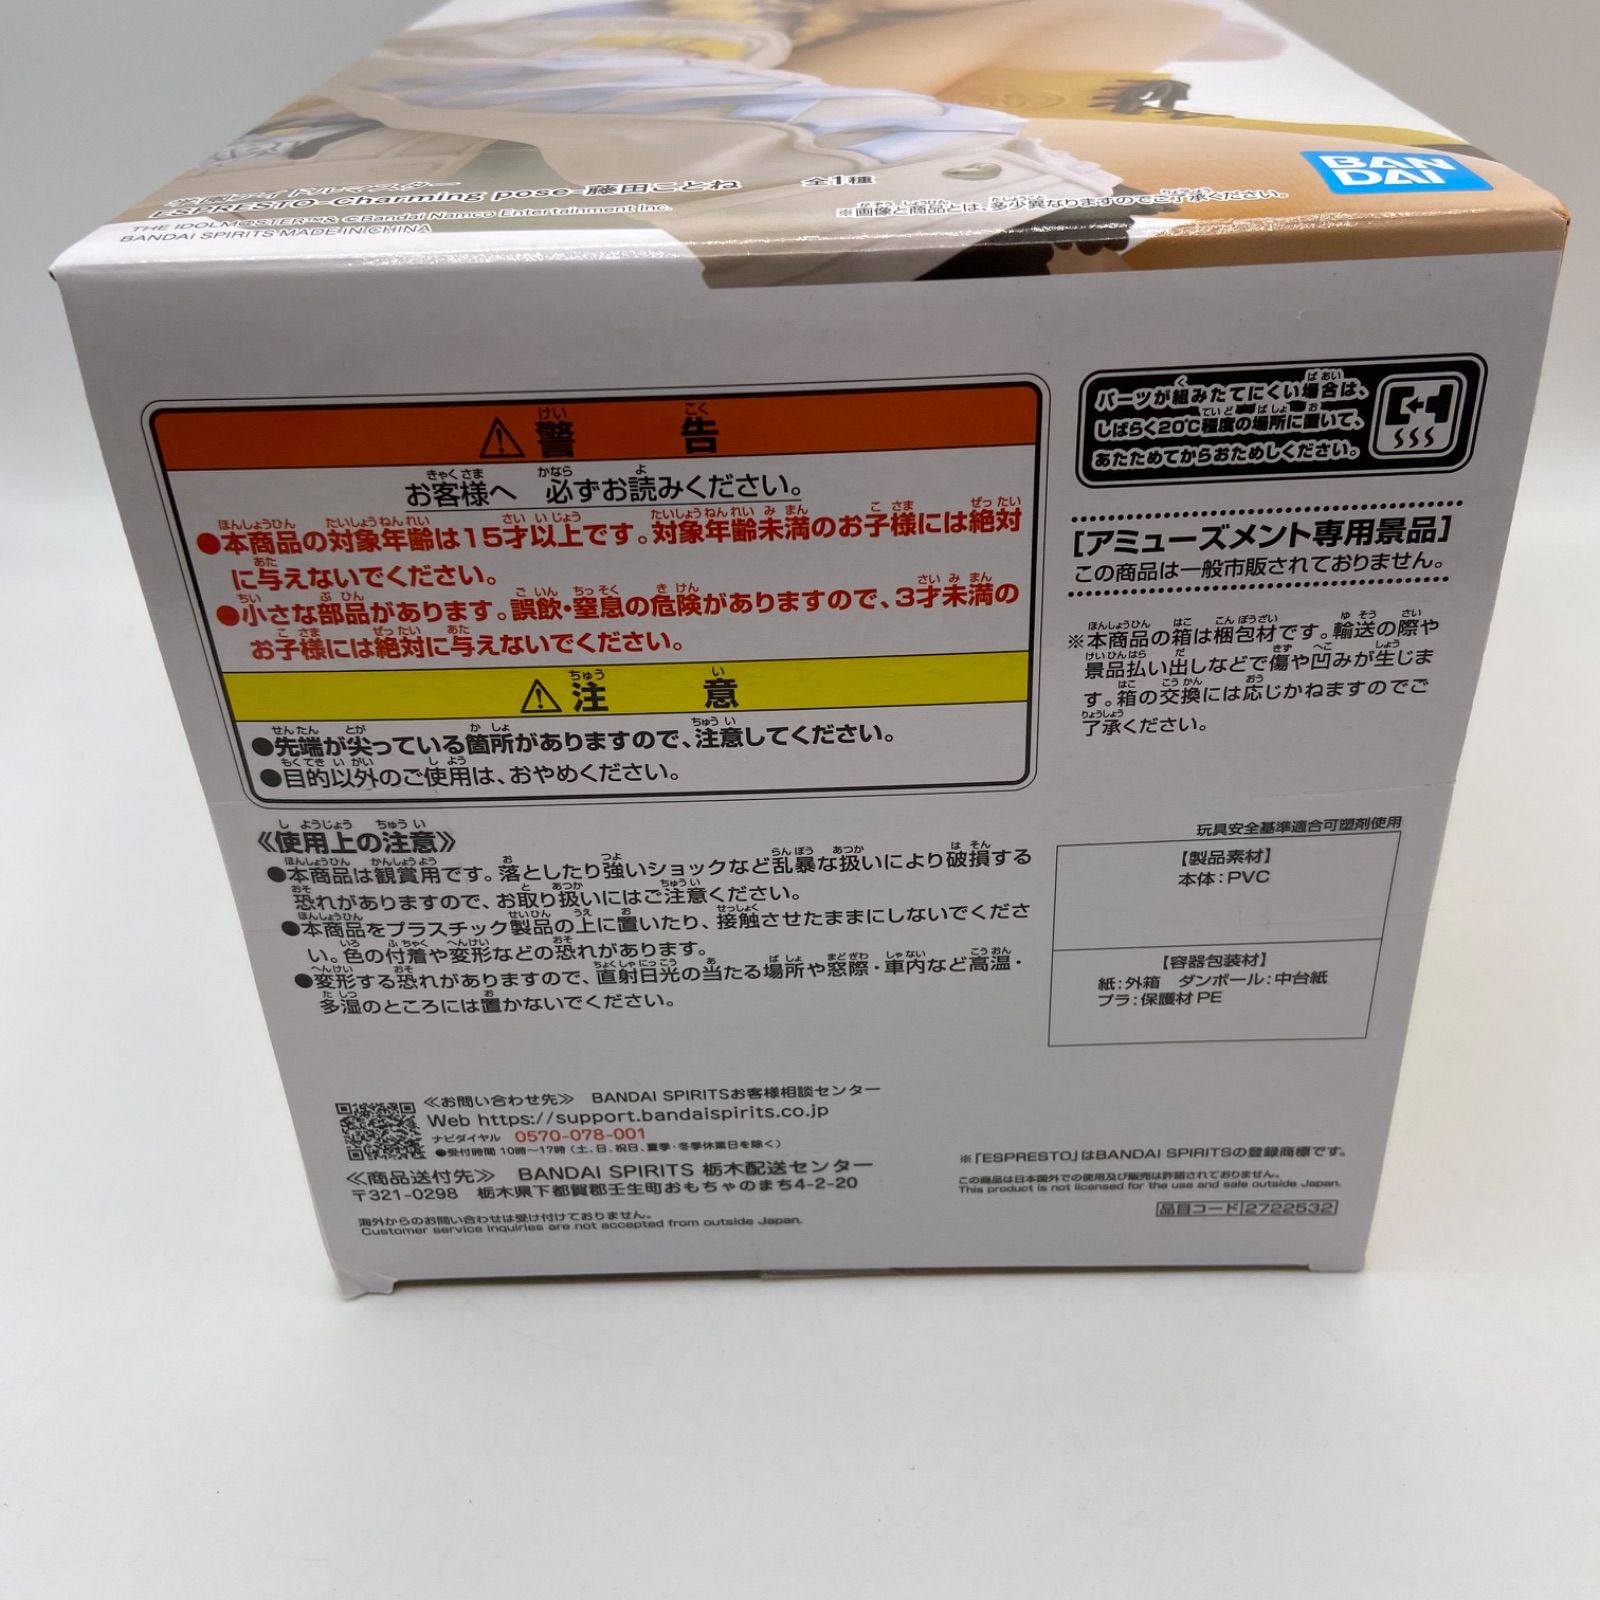 学園アイドルマスター
ESPRESTO-charming pose-藤田ことね 全1種
THE IDOLM@STER™& ©Bandai Namco Entertainment Inc.
BANDAI SPIRITS MADE IN CHINA
※画像と商品とは、多少異なりますのでご了承ください。
BAN
DAI
⚠警告
お客様へ 必ずお読みください。
●本商品の対象年齢は15才以上です。対象年齢未満のお子様には絶対
に与えないでください。
●小さな部品があります。誤飲・窒息の危険がありますので、3才未満の
お子様には絶対に与えないでください。
⚠注意
●先端が尖っている箇所がありますので、注意してください。
●目的以外のご使用は、おやめください。
《使用上の注意》
●本商品は観賞用です。落としたり強いショックなど乱暴な扱いにより破損する
恐れがありますので、お取り扱いにはご注意ください。
●本商品をプラスチック製品の上に置いたり、接触させたままにしないでくださ
い。色の付着や変形などの恐れがあります。
●変形する恐れがありますので、直射日光の当たる場所や窓際・車内など高温・
多湿のところには置かないでください。
パーツが組みたてにくい場合は、
しばらく20℃程度の場所に置いて、
あたためてからおためしください。
[アミューズメント専用景品]
この商品は一般市販されておりません。
※本商品の箱は梱包材です。輸送の際や
景品払い出しなどで傷や凹みが生じま
す。箱の交換には応じかねますのでご
了承ください。
玩具安全基準適合可塑剤使用
【製品素材】
本体:PVC
【容器包装材】
紙:外箱 ダンボール:中台紙
プラ:保護材PE
≪お問い合わせ先≫ BANDAI SPIRITSお客様相談センター
Web https://support.bandaispirits.co.jp
ナビダイヤル 0570-078-001
●受付時間 10時~17時(土、日、祝日、夏季・冬季休業日を除く)
≪商品送付先≫ BANDAI SPIRITS 栃木配送センター
〒321-0298 栃木県下都賀郡壬生町おもちゃのまち4-2-20
海外からのお問い合わせは受け付けておりません。
Customer service inquiries are not accepted from outside Japan.
※「ESPRESTO」はBANDAI SPIRITSの登録商標です。
この商品は日本国外での使用及び販売は許諾されておりません。
This product is not licensed for the use and sale outside Japan.
品目コード 2722532